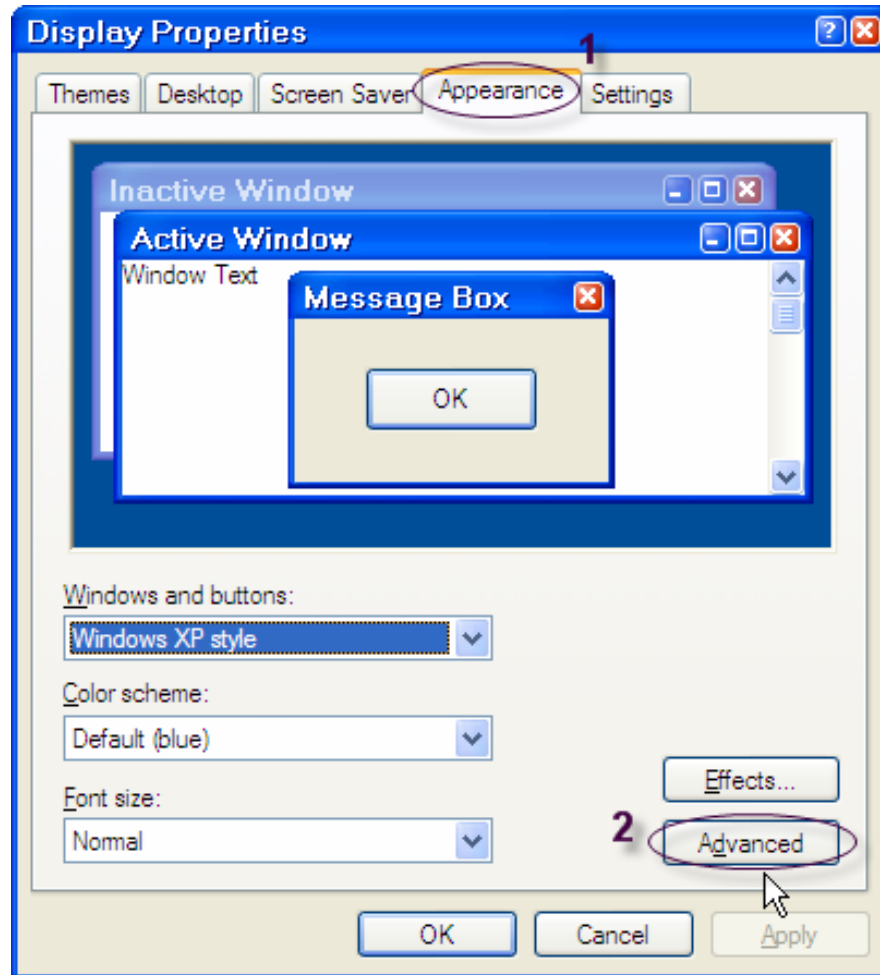 Display Properties
1
Themes Desktop Screen Saver Appearance Settings
Inactive Window
Active Window
Window Text
Message Box
OK
Windows and buttons:
Windows XP style
Color scheme:
Default (blue)
Effects...
Font size:
Normal
2
Advanced
OK Cancel Apply